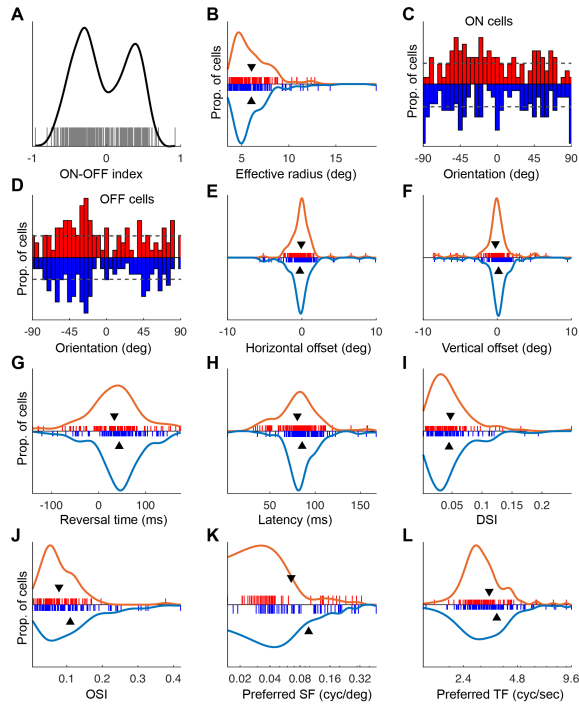 A
-1 0 1
ON-OFF index
B
Prop. of cells
5 10 15
Effective radius (deg)
C
ON cells
Prop. of cells
-90 -45 0 45 90
Orientation (deg)
D
OFF cells
Prop. of cells
-90 -45 0 45 90
Orientation (deg)
E
-10 0 10
Horizontal offset (deg)
F
-10 0 10
Vertical offset (deg)
G
Prop. of cells
-100 0 100
Reversal time (ms)
H
50 100 150
Latency (ms)
I
0.05 0.1 0.2
DSI
J
Prop. of cells
0.1 0.2 0.3 0.4
OSI
K
0.02 0.04 0.08 0.16 0.32
Preferred SF (cyc/deg)
L
2.4 4.8 9.6
Preferred TF (cyc/sec)